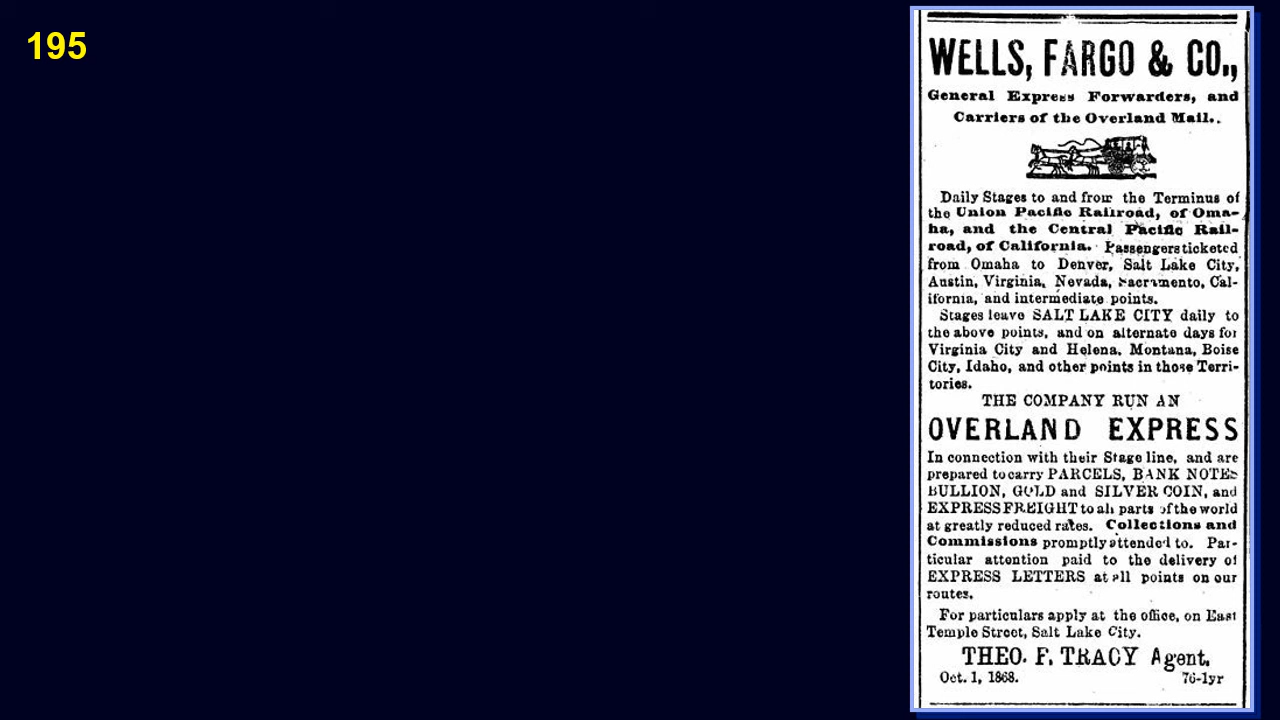 195
WELLS, FARGO & CO.,
General Express Forwarders, and
Carriers of the Overland Mail..
Daily Stages to and from the Terminus of
the Union Pacific Railroad, of Oma-
ha, and the Central Pacific Rail-
road, of California. Passengers ticketed
from Omaha to Denver, Salt Lake City,
Austin, Virginia, Nevada, Sacramento, Cal-
ifornia, and intermediate points.
Stages leave SALT LAKE CITY daily to
the above points, and on alternate days for
Virginia City and Helena, Montana, Boise
City, Idaho, and other points in those Terri-
tories.
THE COMPANY RUN AN
OVERLAND EXPRESS
In connection with their Stage line, and are
prepared to carry PARCELS, BANK NOTES
BULLION, GOLD and SILVER COIN, and
EXPRESS FREIGHT to all parts of the world
at greatly reduced rates. Collections and
Commissions promptly attended to. Par-
ticular attention paid to the delivery of
EXPRESS LETTERS at all points on our
routes.
For particulars apply at the office, on East
Temple Street, Salt Lake City.
THEO. F. TRACY Agent.
Oct. 1, 1868. 76-1yr